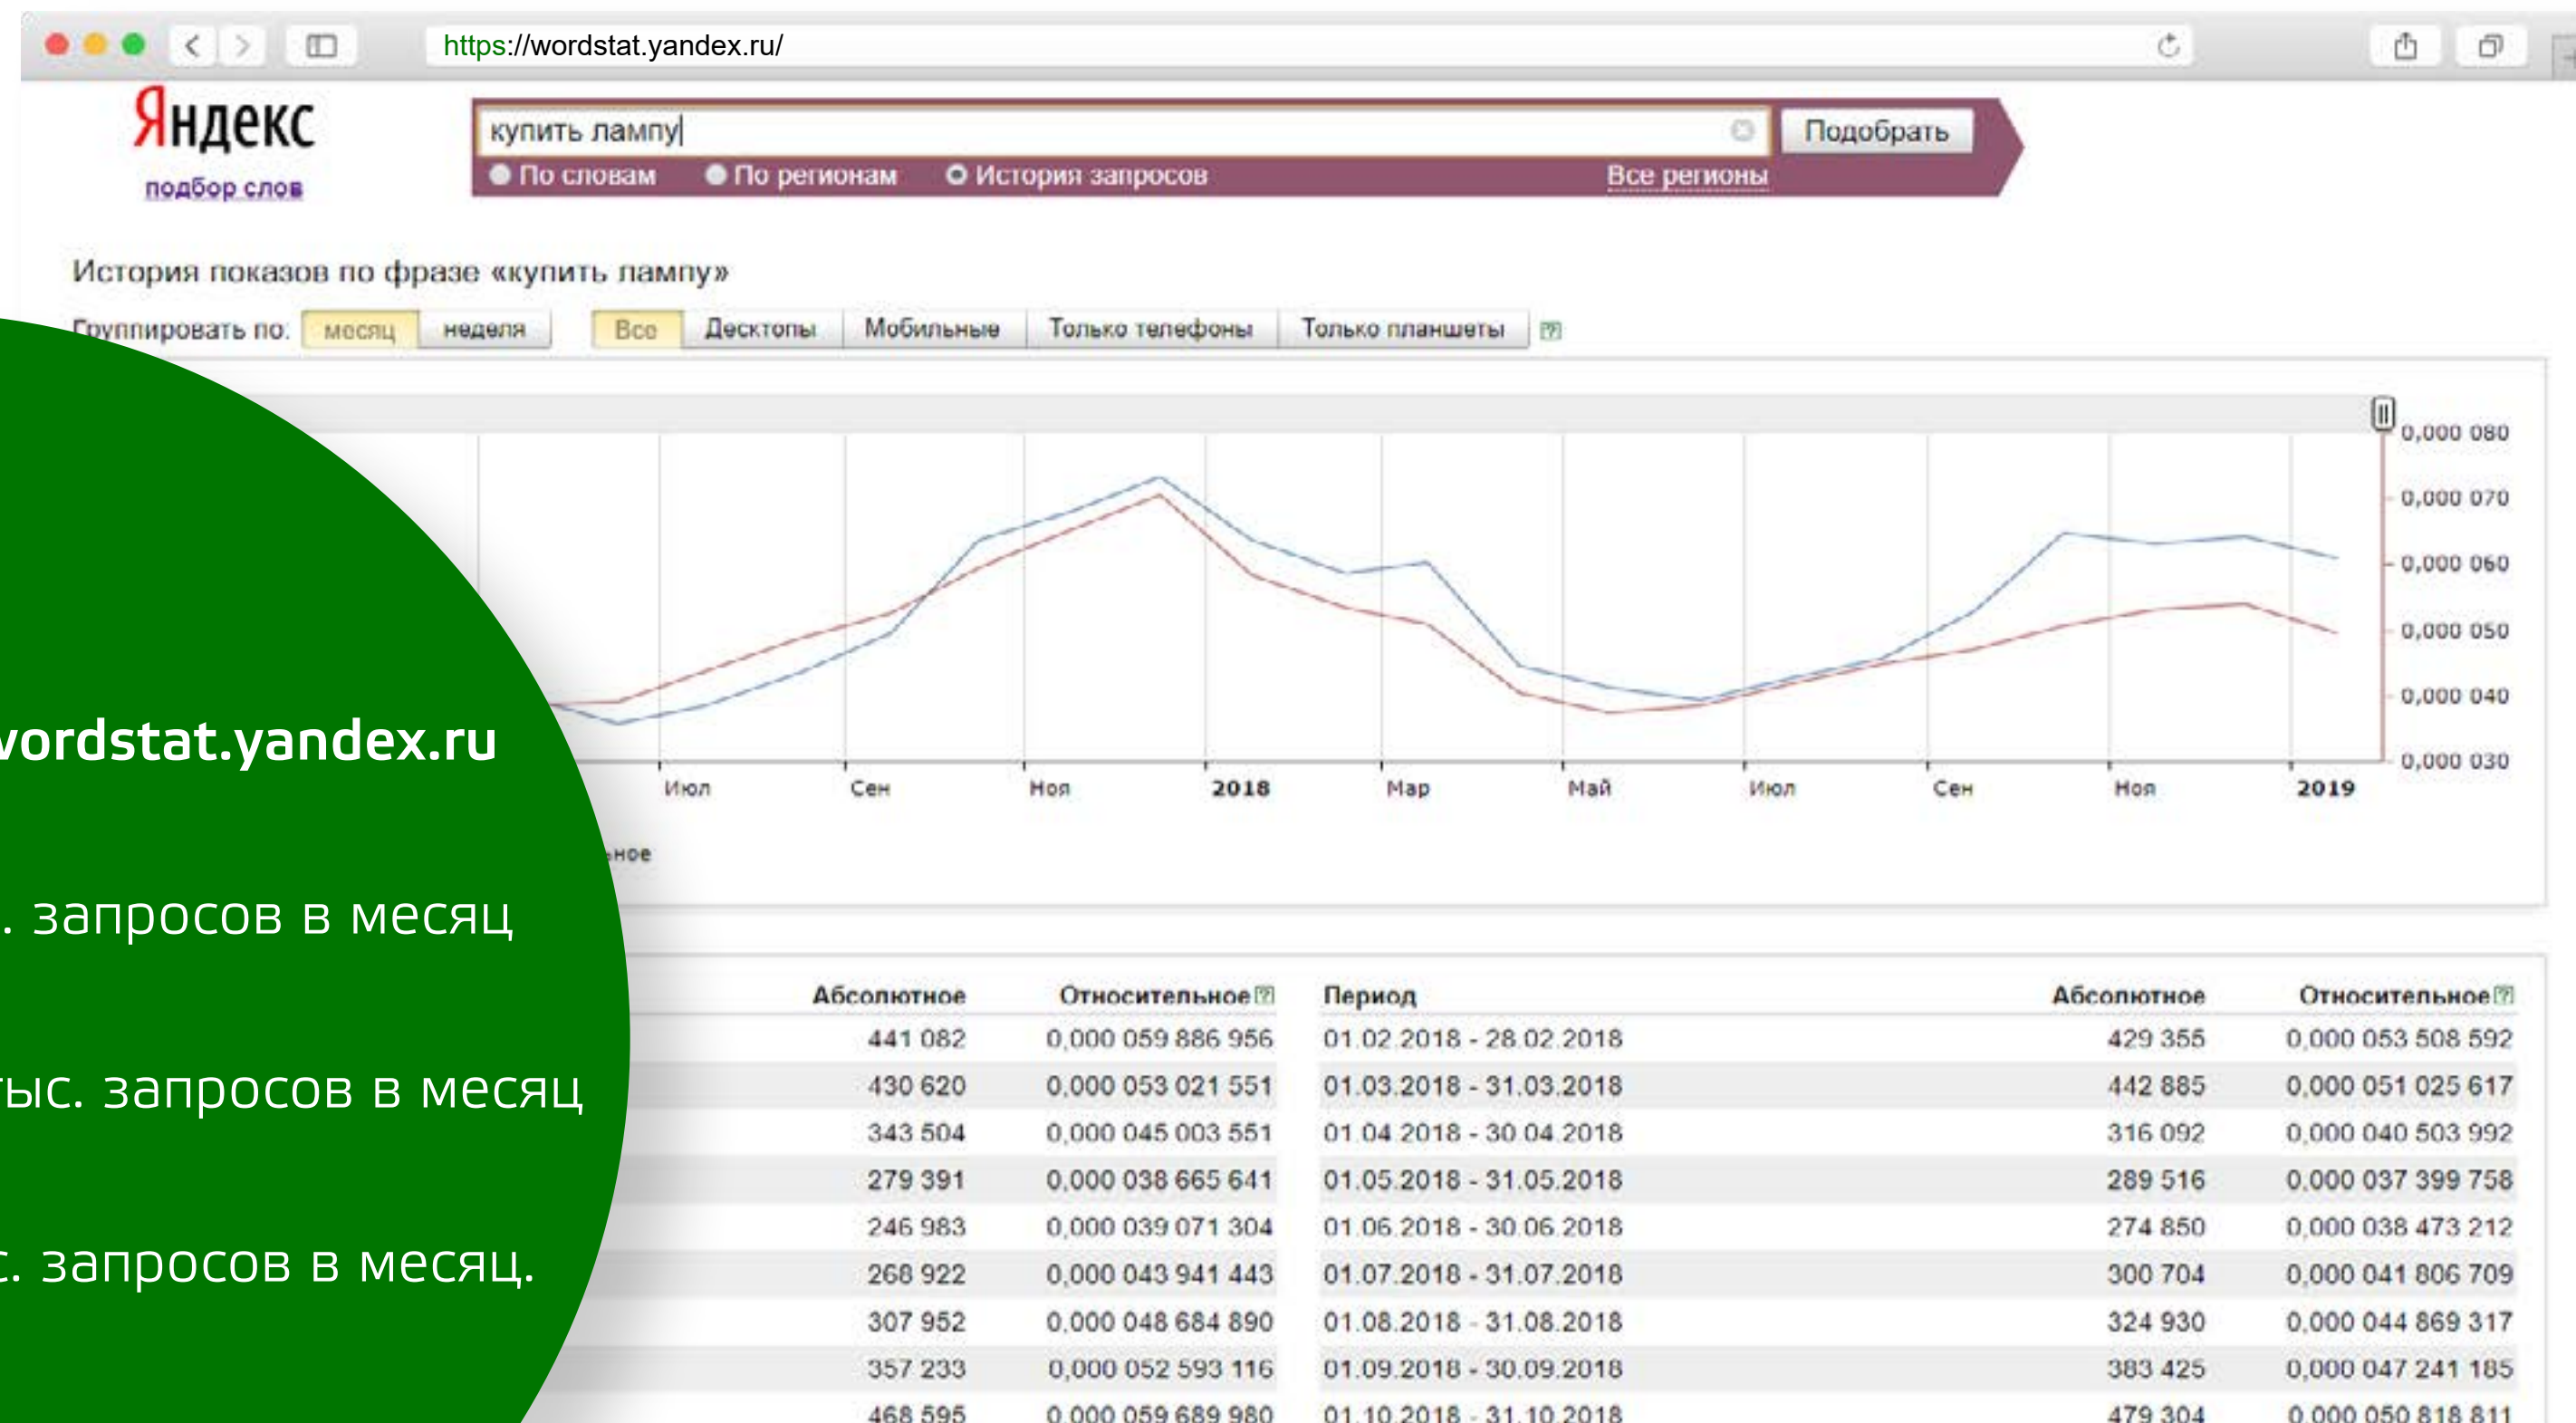 https://wordstat.yandex.ru/
Яндекс
подбор слов
купить лампу
Подобрать
По словам По регионам История запросов Все регионы
История показов по фразе «купить лампу»
Группировать по: месяц неделя Все Десктопы Мобильные Только телефоны Только планшеты
0,000 080
0,000 070
0,000 060
0,000 050
0,000 040
0,000 030
Июл Сен Ноя 2018 Мар Май Июл Сен Ноя 2019
wordstat.yandex.ru
. запросов в месяц
тыс. запросов в месяц
с. запросов в месяц.
Абсолютное Относительное Период Абсолютное Относительное
441 082 0,000 059 886 956 01.02.2018 - 28.02.2018 429 355 0,000 053 508 592
430 620 0,000 053 021 551 01.03.2018 - 31.03.2018 442 885 0,000 051 025 617
343 504 0,000 045 003 551 01.04.2018 - 30.04.2018 316 092 0,000 040 503 992
279 391 0,000 038 665 641 01.05.2018 - 31.05.2018 289 516 0,000 037 399 758
246 983 0,000 039 071 304 01.06.2018 - 30.06.2018 274 850 0,000 038 473 212
268 922 0,000 043 941 443 01.07.2018 - 31.07.2018 300 704 0,000 041 806 709
307 952 0,000 048 684 890 01.08.2018 - 31.08.2018 324 930 0,000 044 869 317
357 233 0,000 052 593 116 01.09.2018 - 30.09.2018 383 425 0,000 047 241 185
468 595 0,000 059 689 980 01.10.2018 - 31.10.2018 479 304 0,000 050 818 811